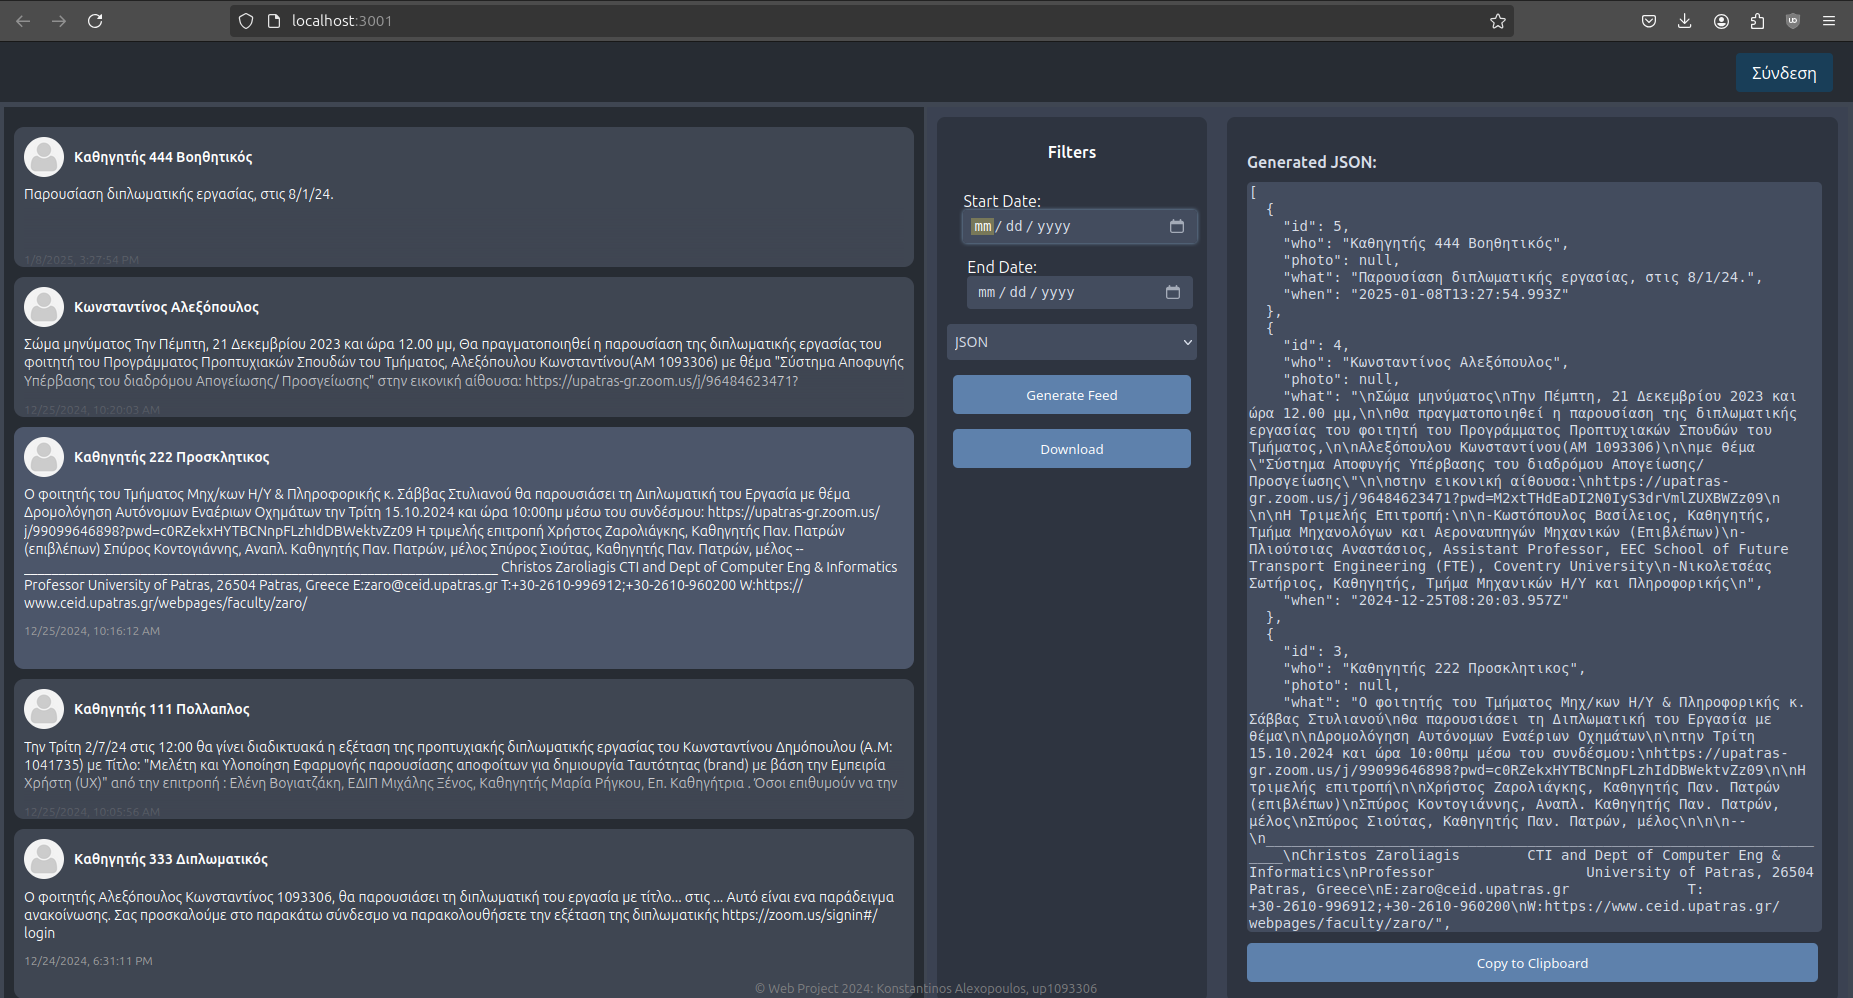 localhost:3001
Σύνδεση
Καθηγητής 444 Βοηθητικός
Παρουσίαση διπλωματικής εργασίας, στις 8/1/24.
1/8/2025, 3:27:54 PM
Κωνσταντίνος Αλεξόπουλος
Σώμα μηνύματος Την Πέμπτη, 21 Δεκεμβρίου 2023 και ώρα 12.00 μμ, Θα πραγματοποιηθεί η παρουσίαση της διπλωματικής εργασίας του
φοιτητή του Προγράμματος Προπτυχιακών Σπουδών του Τμήματος, Αλεξόπουλου Κωνσταντίνου(ΑΜ 1093306) με θέμα "Σύστημα Αποφυγής
Υπέρβασης του διαδρόμου Απογείωσης/ Προσγείωσης" στην εικονική αίθουσα: https://upatras-gr.zoom.us/j/96484623471?
12/25/2024, 10:20:03 AM
Καθηγητής 222 Προσκλητικος
Ο φοιτητής του Τμήματος Μηχ/κων Η/Υ & Πληροφορικής κ. Σάββας Στυλιανού θα παρουσιάσει τη Διπλωματική του Εργασία με θέμα
Δρομολόγηση Αυτόνομων Εναέριων Οχημάτων την Τρίτη 15.10.2024 και ώρα 10:00πμ μέσω του συνδέσμου: https://upatras-gr.zoom.us/
j/99099646898?pwd=c0RZekxHYTBCNnpFLzhIdDBWektvZz09 Η τριμελής επιτροπή Χρήστος Ζαρολιάγκης, Καθηγητής Παν. Πατρών
(επιβλέπων) Σπύρος Κοντογιάννης, Αναπλ. Καθηγητής Παν. Πατρών, μέλος Σπύρος Σιούτας, Καθηγητής Παν. Πατρών, μέλος --
_________________________________________________________________ Christos Zaroliagis CTI and Dept of Computer Eng & Informatics
Professor University of Patras, 26504 Patras, Greece E:zaro@ceid.upatras.gr T:+30-2610-996912;+30-2610-960200 W:https://
www.ceid.upatras.gr/webpages/faculty/zaro/
12/25/2024, 10:16:12 AM
Καθηγητής 111 Πολλαπλος
Την Τρίτη 2/7/24 στις 12:00 θα γίνει διαδικτυακά η εξέταση της προπτυχιακής διπλωματικής εργασίας του Κωνσταντίνου Δημόπουλου (Α.Μ:
1041735) με Τίτλο: "Μελέτη και Υλοποίηση Εφαρμογής παρουσίασης αποφοίτων για δημιουργία Ταυτότητας (brand) με βάση την Εμπειρία
Χρήστη (UX)" από την επιτροπή : Ελένη Βογιατζάκη, ΕΔΙΠ Μιχάλης Ξένος, Καθηγητής Μαρία Ρήγκου, Επ. Καθηγήτρια . Όσοι επιθυμούν να την
12/25/2024, 10:05:56 AM
Καθηγητής 333 Διπλωματικός
Ο φοιτητής Αλεξόπουλος Κωνσταντίνος 1093306, θα παρουσιάσει τη διπλωματική του εργασία με τίτλο... στις ... Αυτό είναι ενα παράδειγμα
ανακοίνωσης. Σας προσκαλούμε στο παρακάτω σύνδεσμο να παρακολουθήσετε την εξέταση της διπλωματικής https://zoom.us/signin#/
login
12/24/2024, 6:31:11 PM
Filters
Start Date:
mm / dd / yyyy
End Date:
mm / dd / yyyy
JSON
Generate Feed
Download
Generated JSON:
[
  {
    "id": 5,
    "who": "Καθηγητής 444 Βοηθητικός",
    "photo": null,
    "what": "Παρουσίαση διπλωματικής εργασίας, στις 8/1/24.",
    "when": "2025-01-08T13:27:54.993Z"
  },
  {
    "id": 4,
    "who": "Κωνσταντίνος Αλεξόπουλος",
    "photo": null,
    "what": "\nΣώμα μηνύματος\nΤην Πέμπτη, 21 Δεκεμβρίου 2023 και
ώρα 12.00 μμ,\n\nΘα πραγματοποιηθεί η παρουσίαση της διπλωματικής
εργασίας του φοιτητή του Προγράμματος Προπτυχιακών Σπουδών του
Τμήματος,\n\nΑλεξόπουλου Κωνσταντίνου(ΑΜ 1093306)\n\nμε θέμα
\"Σύστημα Αποφυγής Υπέρβασης του διαδρόμου Απογείωσης/
Προσγείωσης\"\n\nστην εικονική αίθουσα:\nhttps://upatras-
gr.zoom.us/j/96484623471?pwd=M2xtTHdEaDI2N0IyS3drVmlZUXBWZz09\n
\n\nΗ Τριμελής Επιτροπή:\n\n-Κωστόπουλος Βασίλειος, Καθηγητής,
Τμήμα Μηχανολόγων και Αεροναυπηγών Μηχανικών (Επιβλέπων)\n-
Πλιούτσιας Αναστάσιος, Assistant Professor, EEC School of Future
Transport Engineering (FTE), Coventry University\n-Νικολετσέας
Σωτήριος, Καθηγητής, Τμήμα Μηχανικών Η/Υ και Πληροφορικής\n",
    "when": "2024-12-25T08:20:03.957Z"
  },
  {
    "id": 3,
    "who": "Καθηγητής 222 Προσκλητικος",
    "photo": null,
    "what": "Ο φοιτητής του Τμήματος Μηχ/κων Η/Υ & Πληροφορικής κ.
Σάββας Στυλιανού\nθα παρουσιάσει τη Διπλωματική του Εργασία με
θέμα\n\nΔρομολόγηση Αυτόνομων Εναέριων Οχημάτων\n\nτην Τρίτη
15.10.2024 και ώρα 10:00πμ μέσω του συνδέσμου:\nhttps://upatras-
gr.zoom.us/j/99099646898?pwd=c0RZekxHYTBCNnpFLzhIdDBWektvZz09\n\nΗ
τριμελής επιτροπή\n\nΧρήστος Ζαρολιάγκης, Καθηγητής Παν. Πατρών
(επιβλέπων)\nΣπύρος Κοντογιάννης, Αναπλ. Καθηγητής Παν. Πατρών,
μέλος\nΣπύρος Σιούτας, Καθηγητής Παν. Πατρών, μέλος\n\n\n--
\n_________________________________________________________________
____\nChristos Zaroliagis        CTI and Dept of Computer Eng &
Informatics\nProfessor                  University of Patras, 26504
Patras, Greece\nE:zaro@ceid.upatras.gr              T:
+30-2610-996912;+30-2610-960200\nW:https://www.ceid.upatras.gr/
webpages/faculty/zaro/",
Copy to Clipboard
© Web Project 2024: Konstantinos Alexopoulos, up1093306